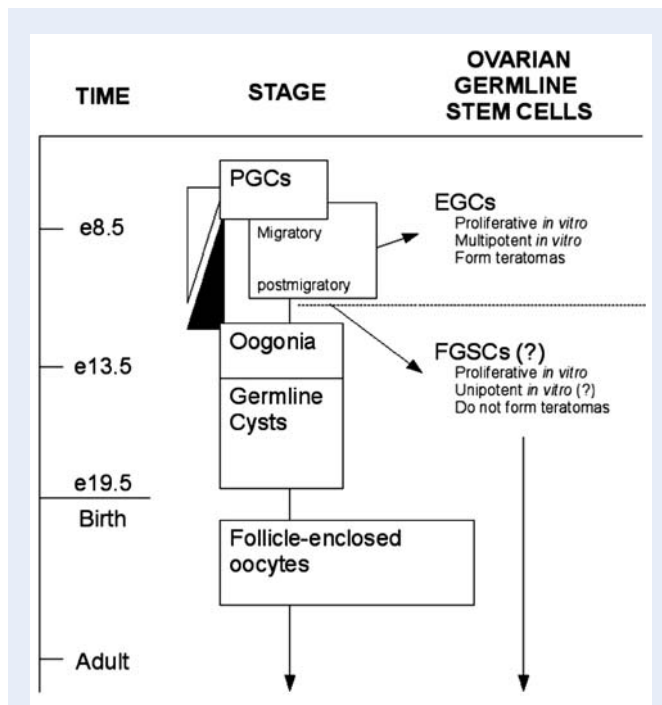 TIME
STAGE
OVARIAN
GERMLINE
STEM CELLS
PGCs
e8.5
Migratory
postmigratory
EGCs
Proliferative in vitro
Multipotent in vitro
Form teratomas
Oogonia
e13.5
Germline
Cysts
FGSCs (?)
Proliferative in vitro
Unipotent in vitro (?)
Do not form teratomas
e19.5
Birth
Follicle-enclosed
oocytes
Adult